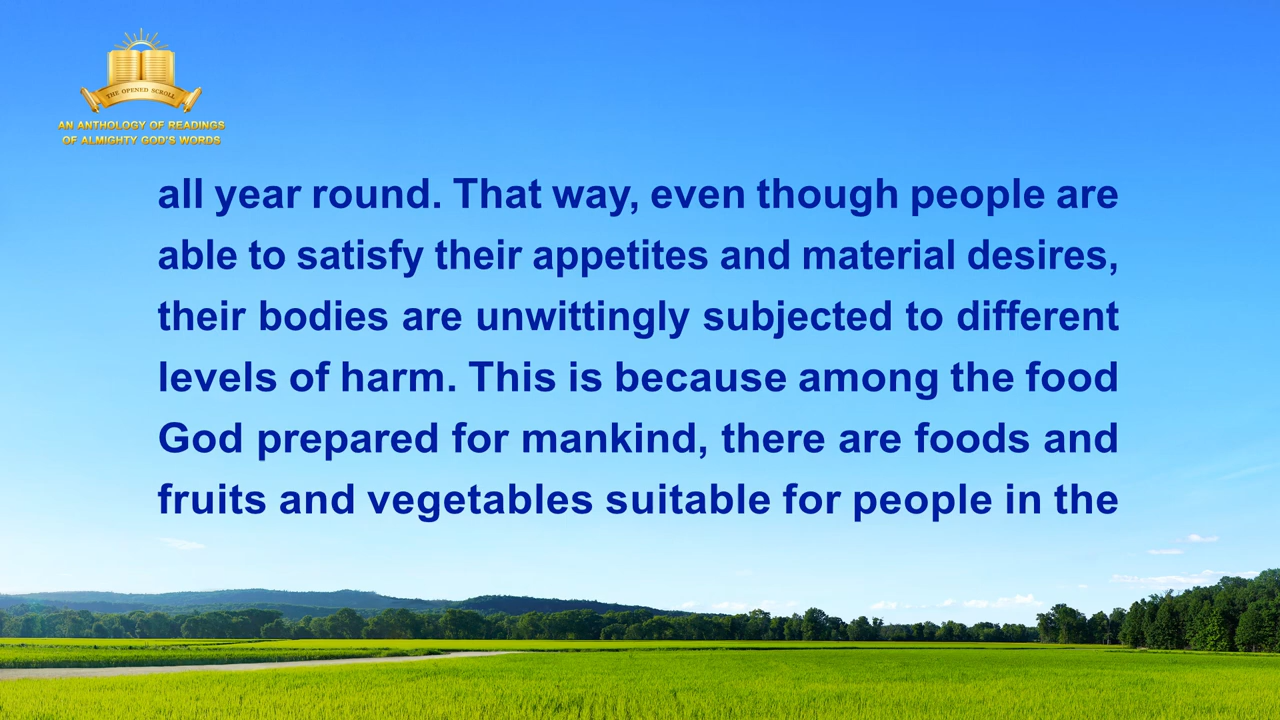 THE OPENED SCROLL
AN ANTHOLOGY OF READINGS
OF ALMIGHTY GOD'S WORDS
all year round. That way, even though people are
able to satisfy their appetites and material desires,
their bodies are unwittingly subjected to different
levels of harm. This is because among the food
God prepared for mankind, there are foods and
fruits and vegetables suitable for people in the